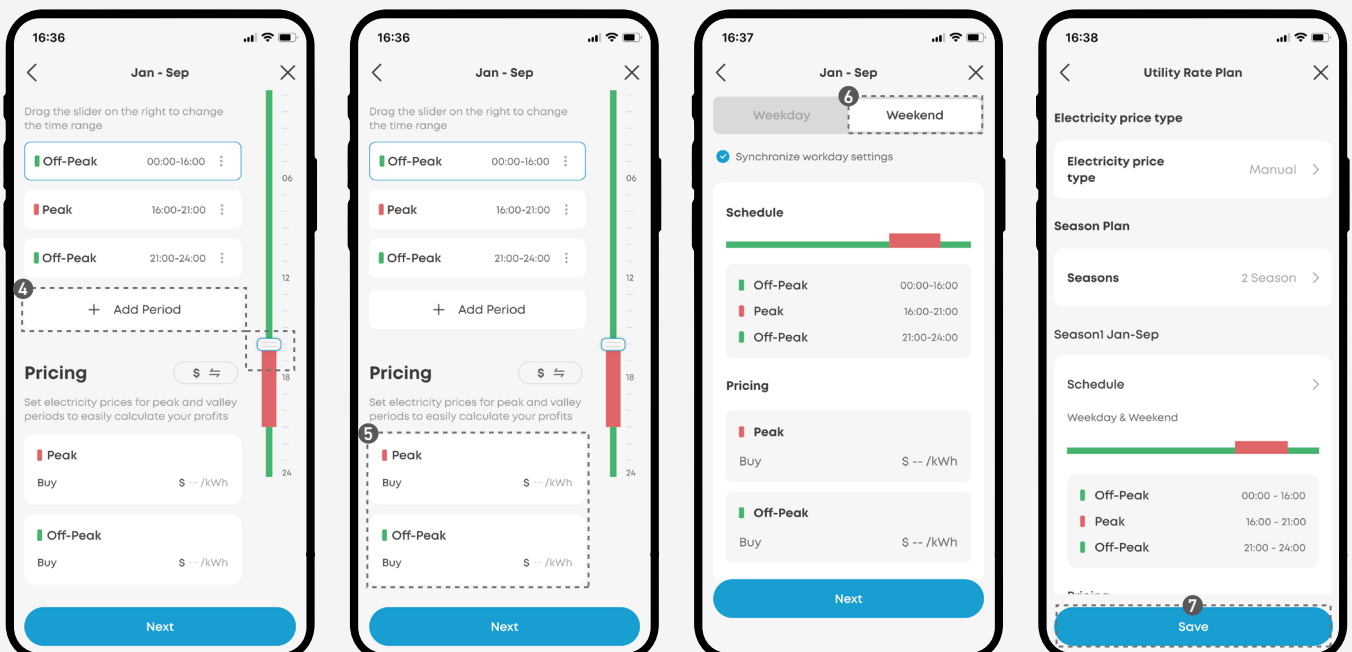 16:36
Jan - Sep
Drag the slider on the right to change
the time range
Off-Peak 00:00-16:00
06
Peak 16:00-21:00
Off-Peak 21:00-24:00
12
4
+ Add Period
Pricing
$
18
Set electricity prices for peak and valley
periods to easily calculate your profits
Peak
24
Buy $ -- /kWh
Off-Peak
Buy $ -- /kWh
Next
16:36
Jan - Sep
Drag the slider on the right to change
the time range
Off-Peak 00:00-16:00
06
Peak 16:00-21:00
Off-Peak 21:00-24:00
12
+ Add Period
Pricing
$
18
Set electricity prices for peak and valley
periods to easily calculate your profits
5
Peak
24
Buy $ -- /kWh
Off-Peak
Buy $ -- /kWh
Next
16:37
Jan - Sep
6
Weekday Weekend
Synchronize workday settings
Schedule
Off-Peak 00:00-16:00
Peak 16:00-21:00
Off-Peak 21:00-24:00
Pricing
Peak
Buy $ -- /kWh
Off-Peak
Buy $ -- /kWh
Next
16:38
Utility Rate Plan
Electricity price type
Electricity price
type
Manual
Season Plan
Seasons 2 Season
Season1 Jan-Sep
Schedule
Weekday & Weekend
Off-Peak 00:00 - 16:00
Peak 16:00 - 21:00
Off-Peak 21:00 - 24:00
7
Save